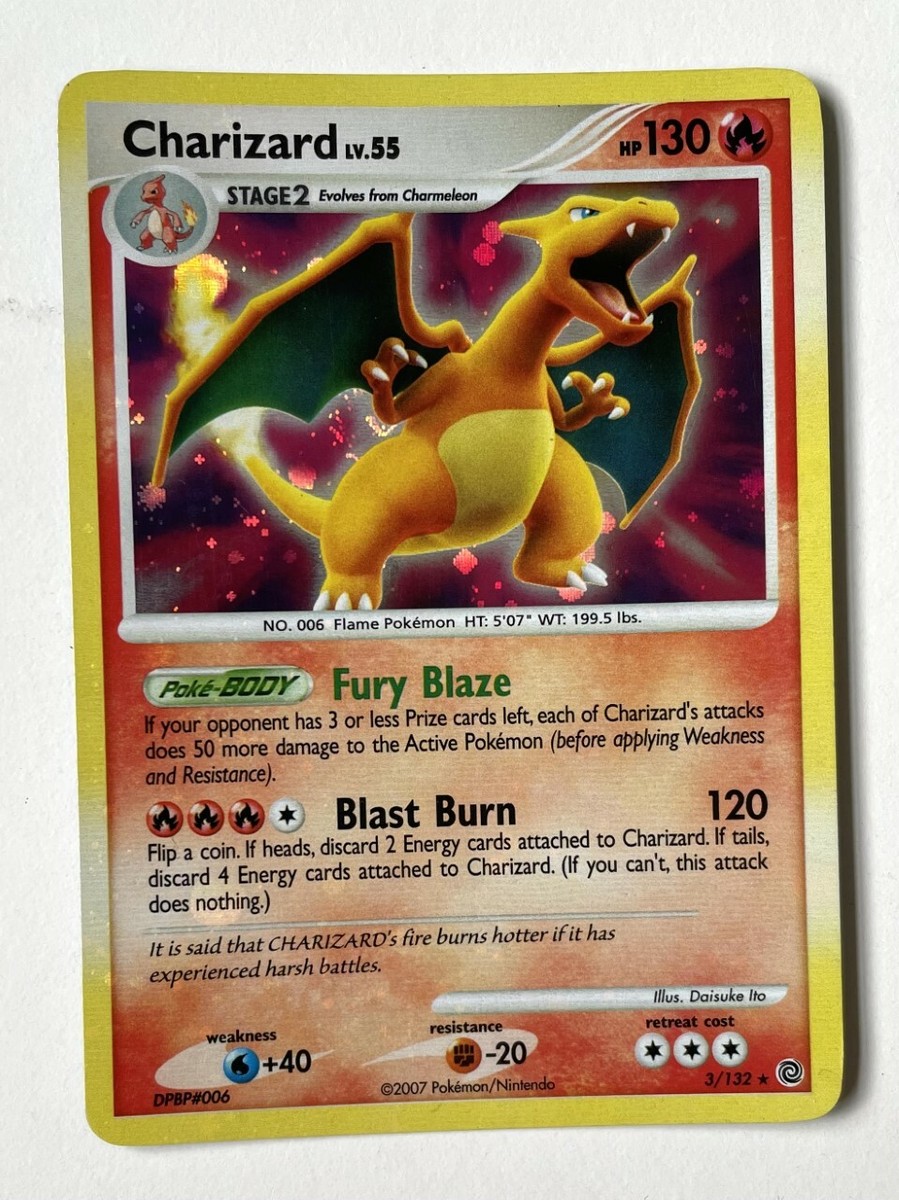 Charizard LV.55
HP 130
STAGE2 Evolves from Charmeleon
NO. 006 Flame Pokémon HT: 5'07" WT: 199.5 lbs.
Poké-BODY Fury Blaze
If your opponent has 3 or less Prize cards left, each of Charizard's attacks
does 50 more damage to the Active Pokémon (before applying Weakness
and Resistance).
Blast Burn 120
Flip a coin. If heads, discard 2 Energy cards attached to Charizard. If tails,
discard 4 Energy cards attached to Charizard. (If you can't, this attack
does nothing.)
It is said that CHARIZARD's fire burns hotter if it has
experienced harsh battles.
Illus. Daisuke Ito
weakness
+40
resistance
-20
retreat cost
DPBP#006
©2007 Pokémon/Nintendo
3/132 ★